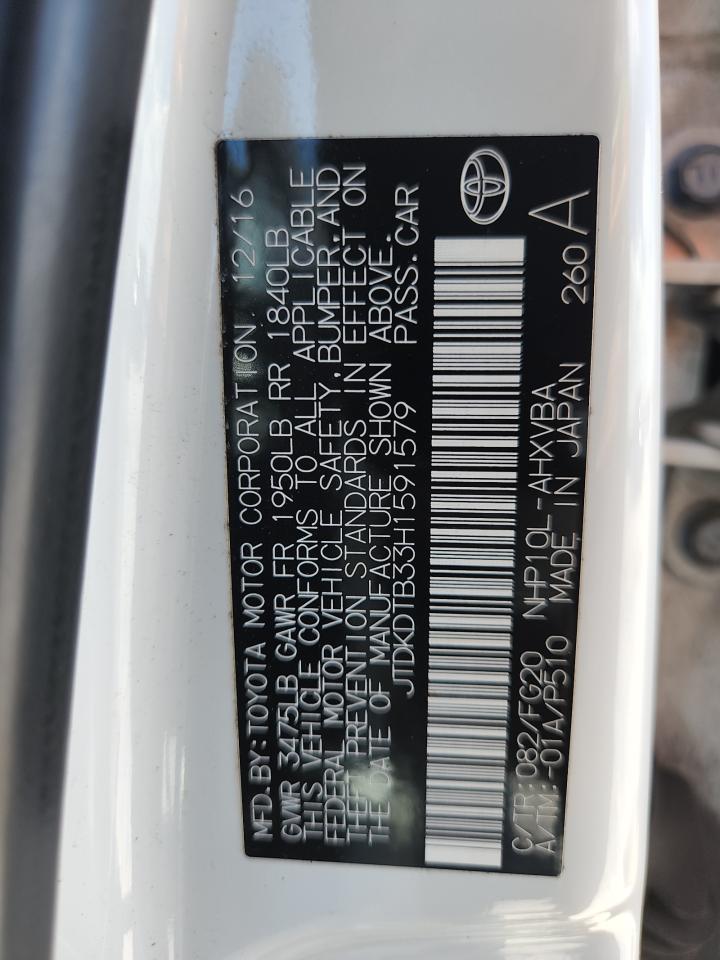 MFD.BY:TOYOTA MOTOR CORPORATION 12/16
GVWR 3475LB GAWR FR 1950LB RR 1840LB
THIS VEHICLE CONFORMS TO ALL APPLICABLE
FEDERAL MOTOR VEHICLE SAFETY,BUMPER,AND
THEFT PREVENTION STANDARDS IN EFFECT ON
THE DATE OF MANUFACTURE SHOWN ABOVE.
JTDKDTB33H1591579 PASS.CAR
C/TR:082/FG20 NHP10L-AHXVBA 260 A
A/TM:-01A/P510 MADE IN JAPAN